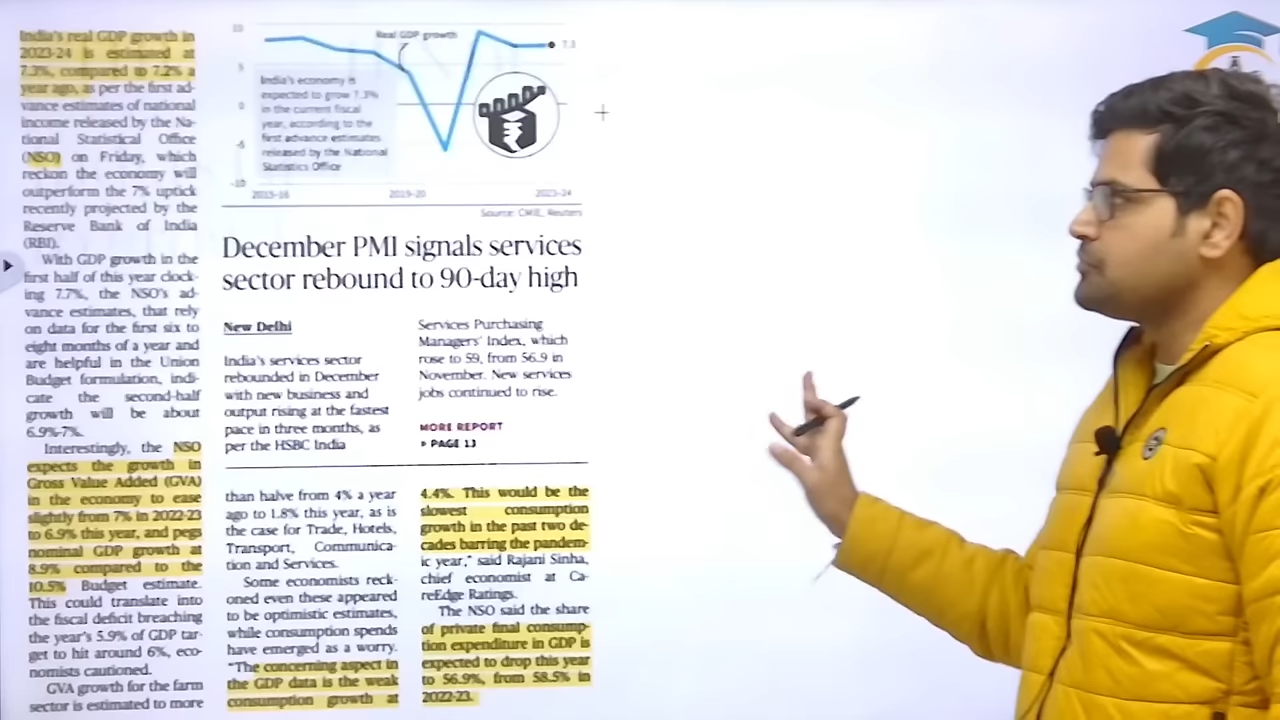 India's real GDP growth in
2023-24 is estimated at
7.3%, compared to 7.2% a
year ago, as per the first ad-
vance estimates of national
income released by the Na-
tional Statistical Office
(NSO) on Friday, which
reckon the economy will
outperform the 7% uptick
recently projected by the
Reserve Bank of India
(RBI).
With GDP growth in the
first half of this year clock-
ing 7.7%, the NSO's ad-
vance estimates, that rely
on data for the first six to
eight months of a year and
are helpful in the Union
Budget formulation, indi-
cate the second-half
growth will be about
6.9%-7%.
Interestingly, the NSO
expects the growth in
Gross Value Added (GVA)
in the economy to ease
slightly from 7% in 2022-23
to 6.9% this year, and pegs
nominal GDP growth at
8.9% compared to the
10.5% Budget estimate.
This could translate into
the fiscal deficit breaching
the year's 5.9% of GDP tar-
get to hit around 6%, eco-
nomists cautioned.
GVA growth for the farm
sector is estimated to more
10
5
0
-5
-10
Real GDP growth
7.3
India's economy is
expected to grow 7.3%
in the current fiscal
year, according to the
first advance estimates
released by the National
Statistics Office
2015-16
2019-20
2023-24
Source: CMIE, Reuters
December PMI signals services
sector rebound to 90-day high
New Delhi
India's services sector
rebounded in December
with new business and
output rising at the fastest
pace in three months, as
per the HSBC India
Services Purchasing
Managers' Index, which
rose to 59, from 56.9 in
November. New services
jobs continued to rise.
MORE REPORT
» PAGE 13
than halve from 4% a year
ago to 1.8% this year, as is
the case for Trade, Hotels,
Transport, Communica-
tion and Services.
Some economists reck-
oned even these appeared
to be optimistic estimates,
while consumption spends
have emerged as a worry.
"The concerning aspect in
the GDP data is the weak
consumption growth at
4.4%. This would be the
slowest consumption
growth in the past two de-
cades barring the pandem-
ic year," said Rajani Sinha,
chief economist at Ca-
reEdge Ratings.
The NSO said the share
of private final consump-
tion expenditure in GDP is
expected to drop this year
to 56.9%, from 58.5% in
2022-23.